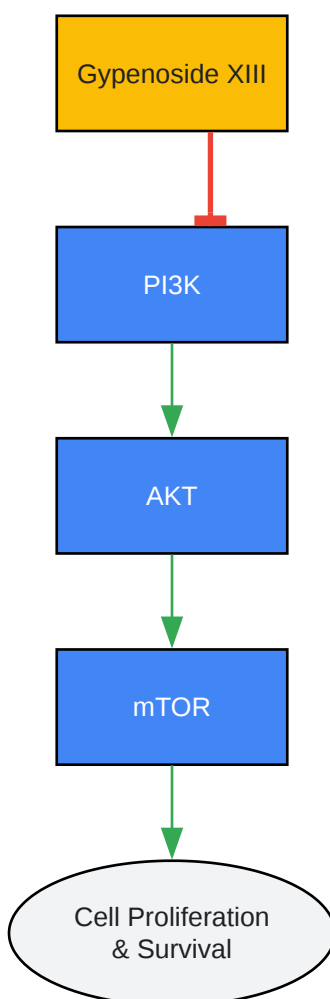 Gypenoside XIII
PI3K
AKT
mTOR
Cell Proliferation
& Survival